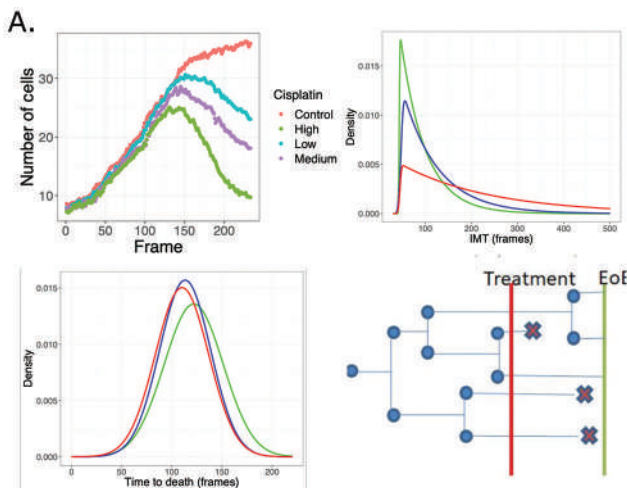 A.
Number of cells
30
20
10
0
50
100
150
200
Frame
Cisplatin
Control
High
Low
Medium
Density
0.015
0.010
0.005
0.000
100
200
300
400
500
IMT (frames)
Density
0.015
0.010
0.005
0.000
0
50
100
150
200
Time to death (frames)
Treatment